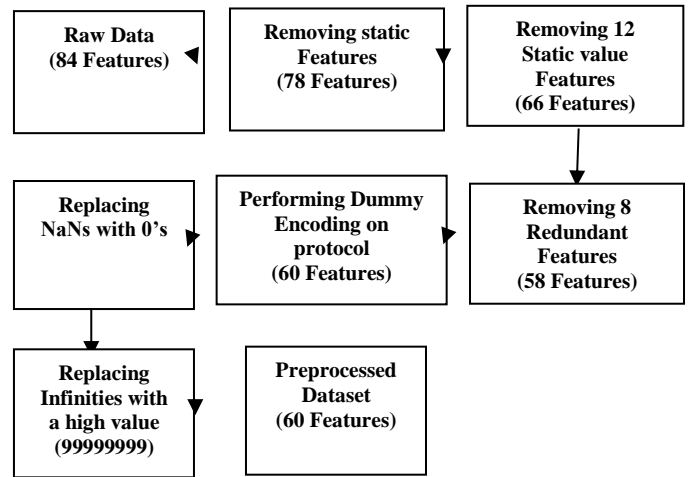 Raw Data
(84 Features)
Removing static
Features
(78 Features)
Removing 12
Static value
Features
(66 Features)
Replacing
NaNs with 0's
Performing Dummy
Encoding on
protocol
(60 Features)
Removing 8
Redundant
Features
(58 Features)
Replacing
Infinities with
a high value
(99999999)
Preprocessed
Dataset
(60 Features)